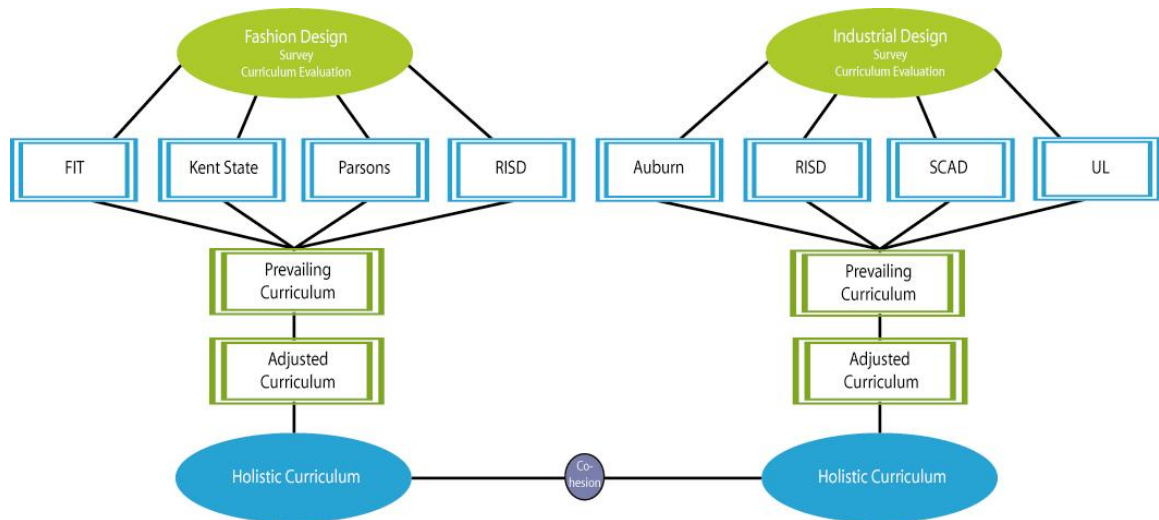 Fashion Design
Survey
Curriculum Evaluation
Industrial Design
Survey
Curriculum Evaluation
FIT
Kent State
Parsons
RISD
Auburn
RISD
SCAD
UL
Prevailing
Curriculum
Prevailing
Curriculum
Adjusted
Curriculum
Adjusted
Curriculum
Holistic Curriculum
Co-
hesion
Holistic Curriculum